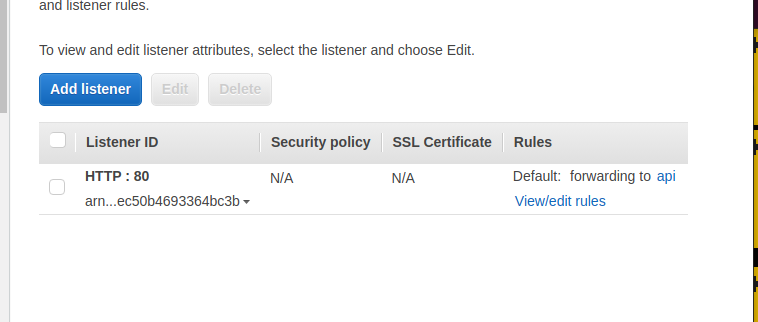 and listener rules.
To view and edit listener attributes, select the listener and choose Edit.
Add listener Edit Delete
Listener ID Security policy SSL Certificate Rules
HTTP : 80 N/A N/A Default: forwarding to api
arn...ec50b4693364bc3b View/edit rules